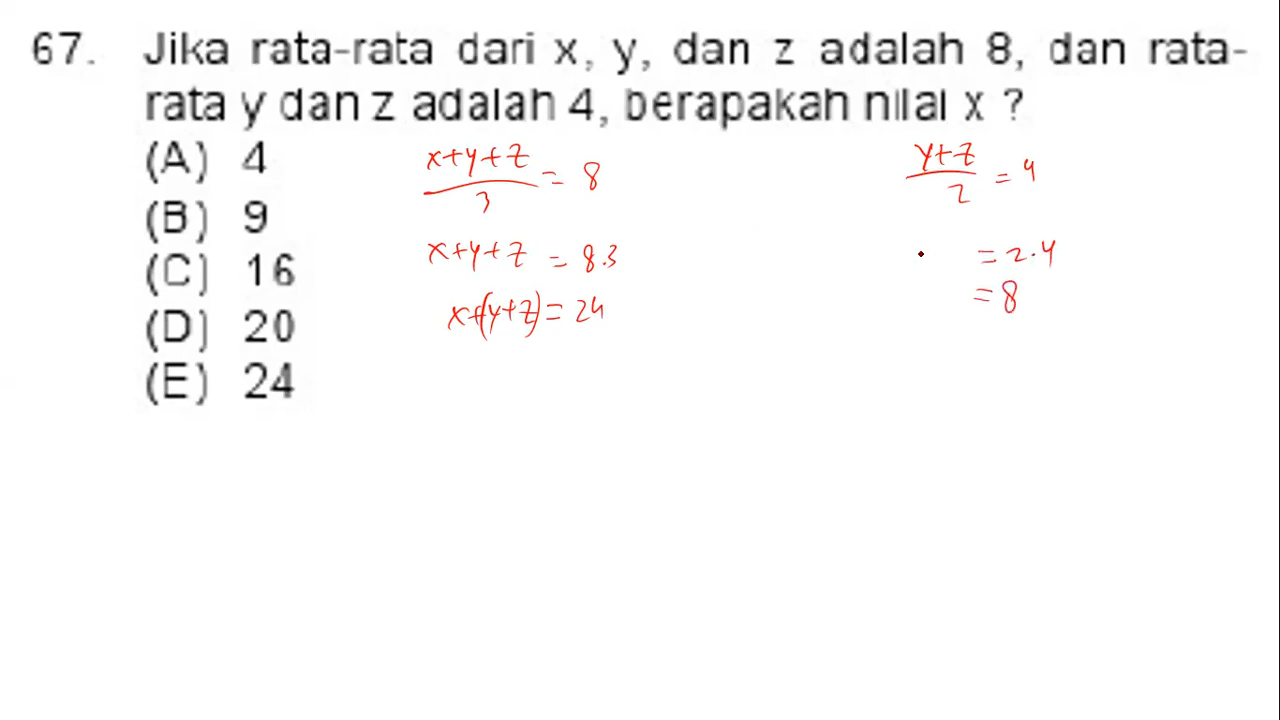 67. Jika rata-rata dari x, y, dan z adalah 8, dan rata-
rata y dan z adalah 4, berapakah nilai x ?
(A) 4
(B) 9
(C) 16
(D) 20
(E) 24
x+y+z/3 = 8
x+y+z = 8.3
x+(y+z) = 24
y+z/2 = 4
= 2.4
= 8